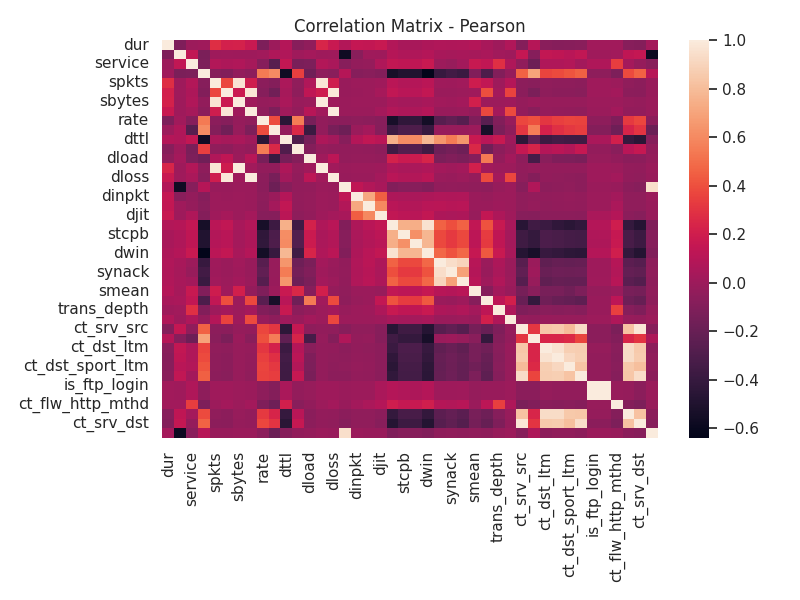 Correlation Matrix - Pearson
dur
service
spkts
sbytes
rate
dttl
dload
dloss
dinpkt
djit
stcpb
dwin
synack
smean
trans_depth
ct_srv_src
ct_dst_ltm
ct_dst_sport_ltm
is_ftp_login
ct_flw_http_mthd
ct_srv_dst
dur
service
spkts
sbytes
rate
dttl
dload
dloss
dinpkt
djit
stcpb
dwin
synack
smean
trans_depth
ct_srv_src
ct_dst_ltm
ct_dst_sport_ltm
is_ftp_login
ct_flw_http_mthd
ct_srv_dst
1.0
0.8
0.6
0.4
0.2
0.0
−0.2
−0.4
−0.6